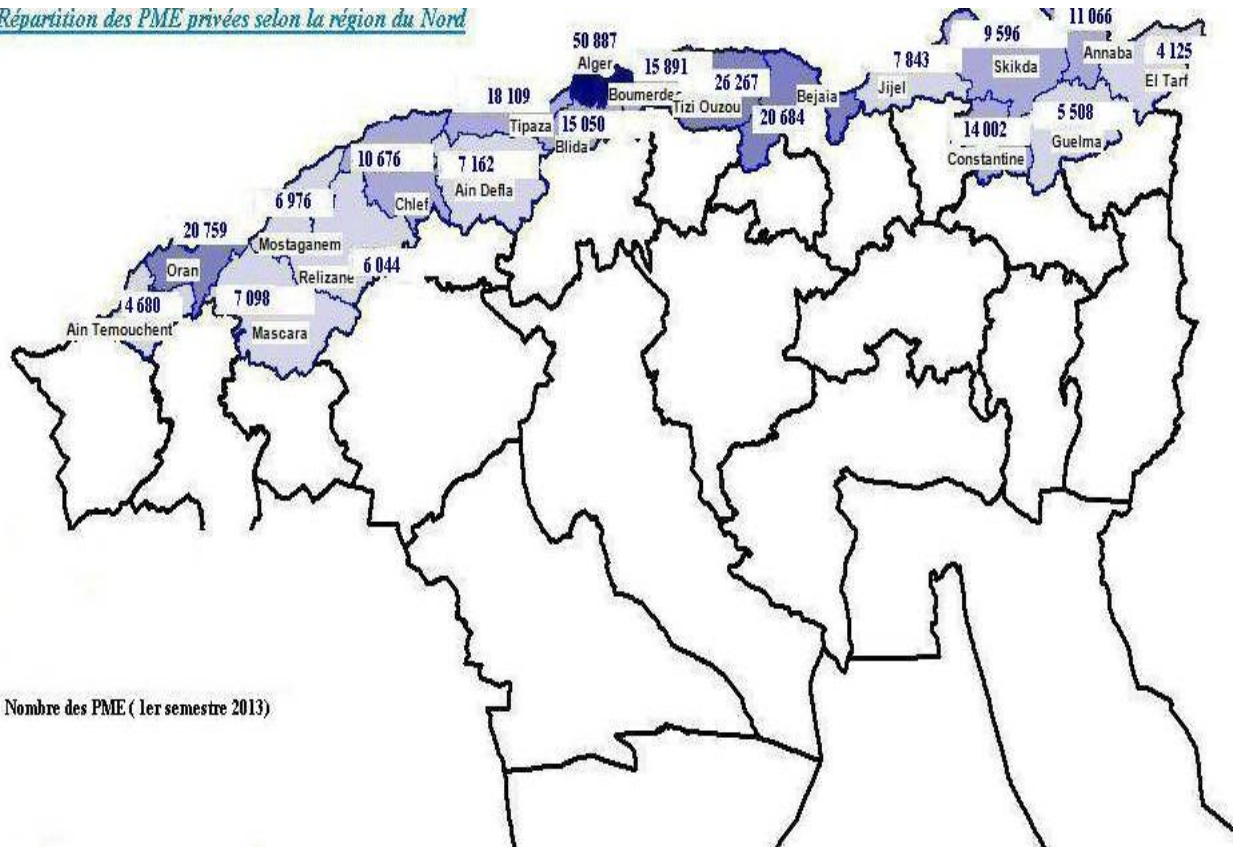 Répartition des PME privées selon la région du Nord
11 066
9 596
50 887
Annaba
4 125
Alger
7 843
Skikda
15 891
El Tarf
26 267
Jijel
18 109
Boumerdes
Bejaia
Tizi Ouzou
20 684
5 508
Tipaza
15 050
14 002
Blida
Guelma
10 676
7 162
Constantine
Ain Defla
6 976
Chlef
20 759
Mostaganem
Oran
6 044
Relizane
4 680
7 098
Ain Temouchent
Mascara
Nombre des PME ( 1er semestre 2013)